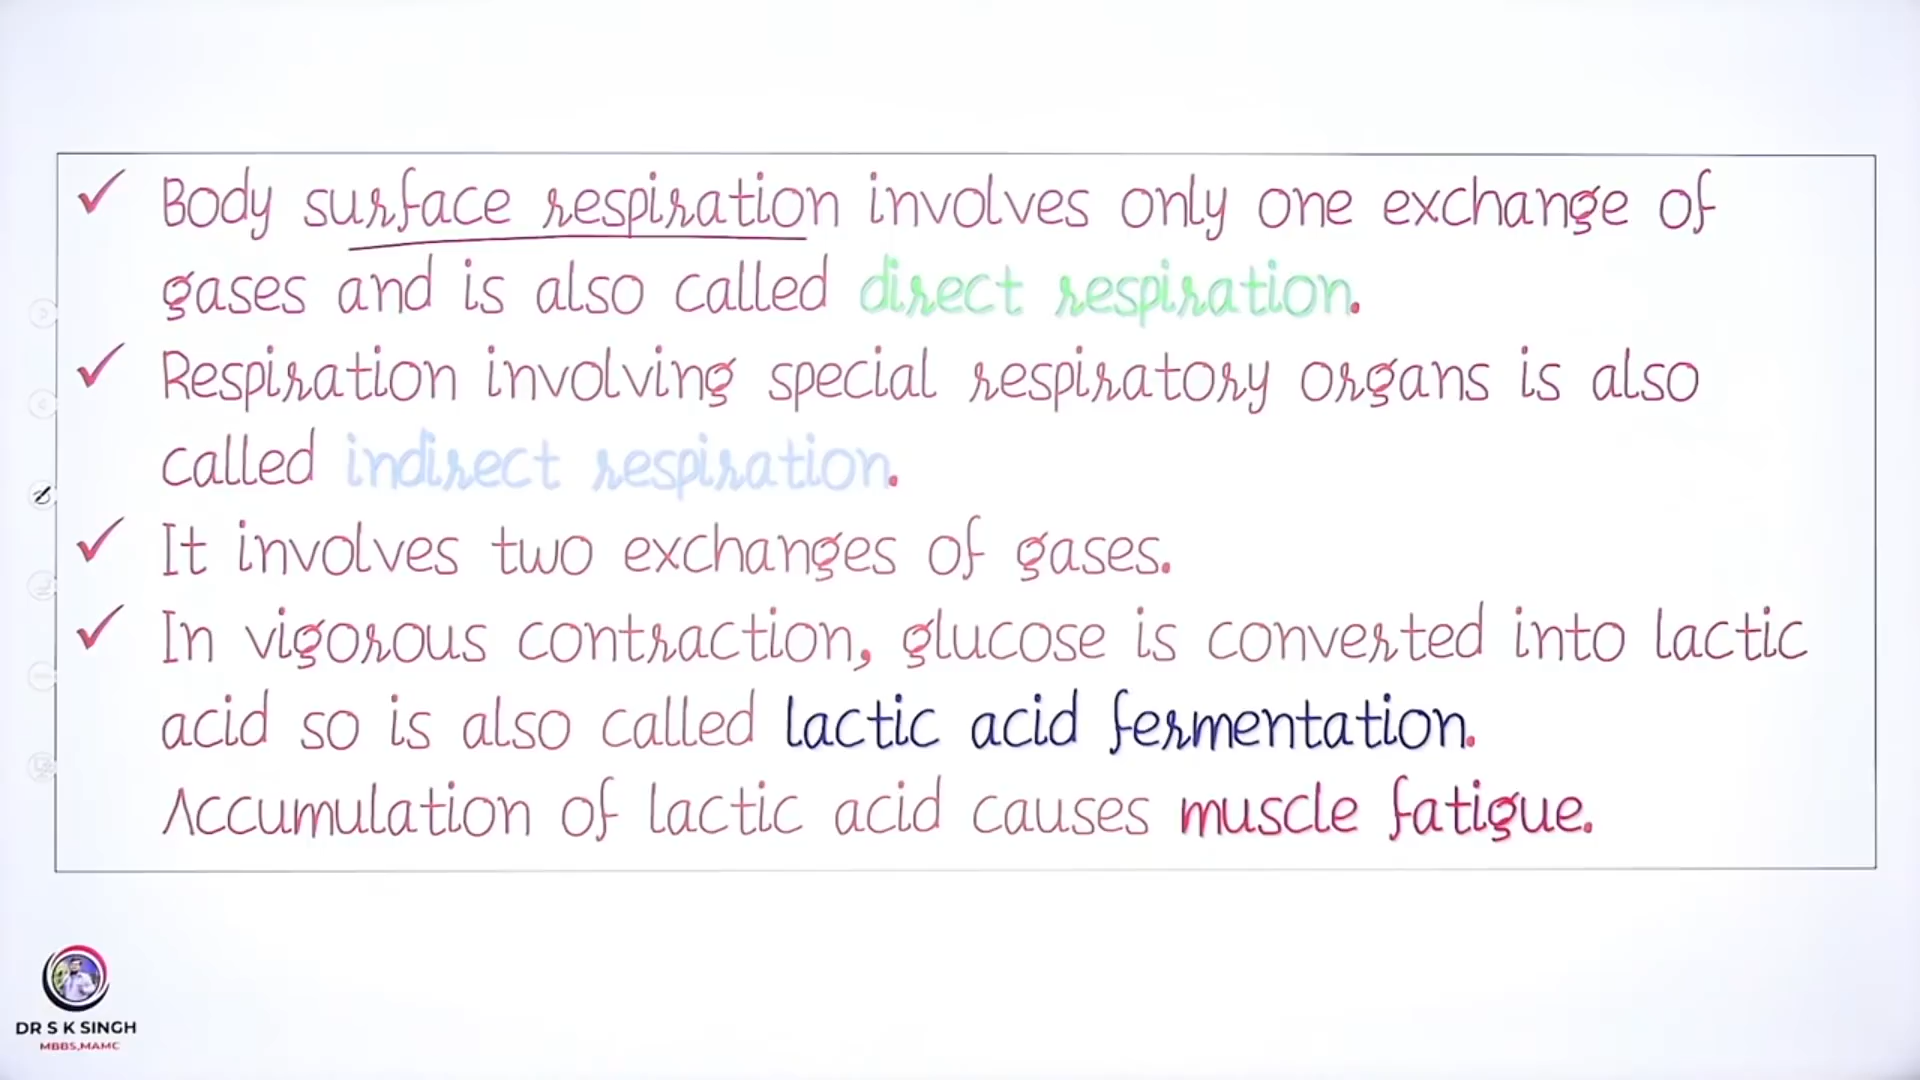 ✓ Body surface respiration involves only one exchange of
gases and is also called direct respiration.
✓ Respiration involving special respiratory organs is also
called indirect respiration.
✓ It involves two exchanges of gases.
✓ In vigorous contraction, glucose is converted into lactic
acid so is also called lactic acid fermentation.
Accumulation of lactic acid causes muscle fatigue.
DR S K SINGH
MBBS,MAMC